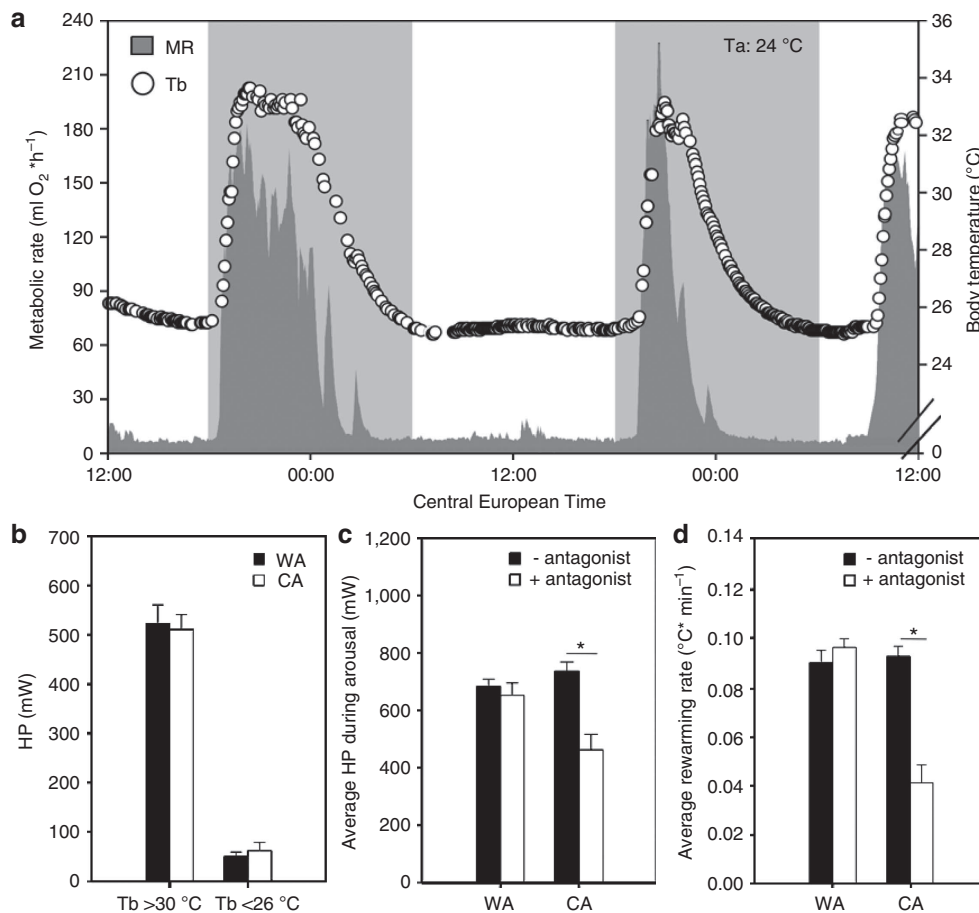 a
240
210
180
150
120
90
60
30
0
Metabolic rate (ml O₂ *h⁻¹)
MR
Tb
Ta: 24 °C
36
34
32
30
28
26
24
0
Body temperature (°C)
12:00 00:00 12:00 00:00 12:00
Central European Time
b
700
600
500
400
300
200
100
0
HP (mW)
WA
CA
Tb >30 °C Tb <26 °C
c
1,200
1,000
800
600
400
200
0
Average HP during arousal (mW)
- antagonist
+ antagonist
*
WA CA
d
0.14
0.12
0.10
0.08
0.06
0.04
0.02
0.00
Average rewarming rate (°C* min⁻¹)
- antagonist
+ antagonist
*
WA CA